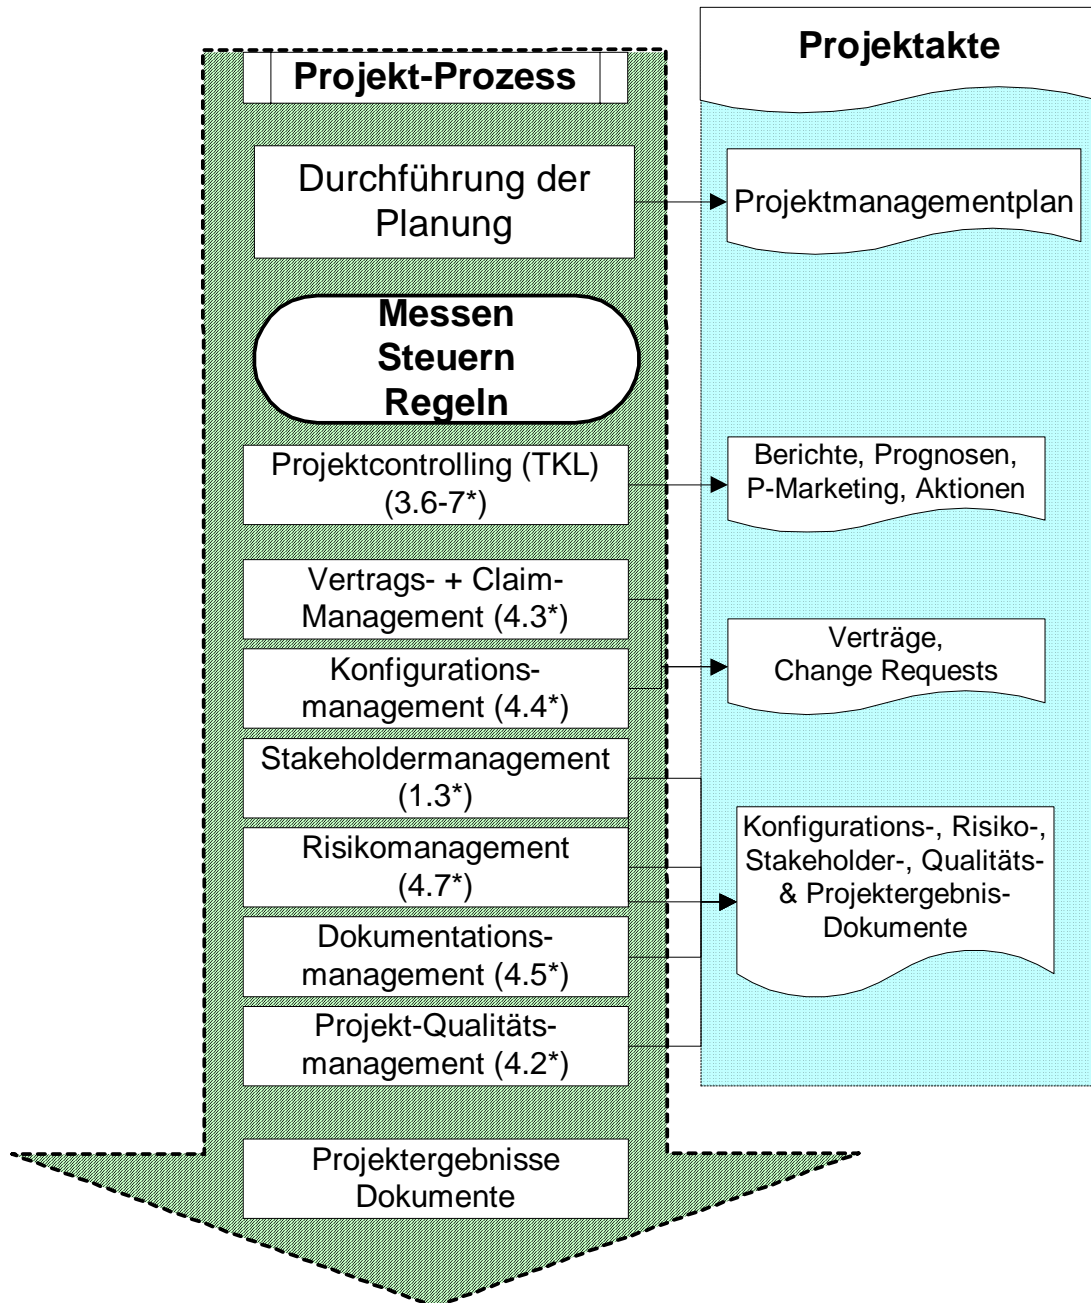 Projekt-Prozess
Durchführung der
Planung
Messen
Steuern
Regeln
Projektcontrolling (TKL)
(3.6-7*)
Vertrags- + Claim-
Management (4.3*)
Konfigurations-
management (4.4*)
Stakeholdermanagement
(1.3*)
Risikomanagement
(4.7*)
Dokumentations-
management (4.5*)
Projekt-Qualitäts-
management (4.2*)
Projektergebnisse
Dokumente
Projektakte
Projektmanagementplan
Berichte, Prognosen,
P-Marketing, Aktionen
Verträge,
Change Requests
Konfigurations-, Risiko-,
Stakeholder-, Qualitäts-
& Projektergebnis-
Dokumente